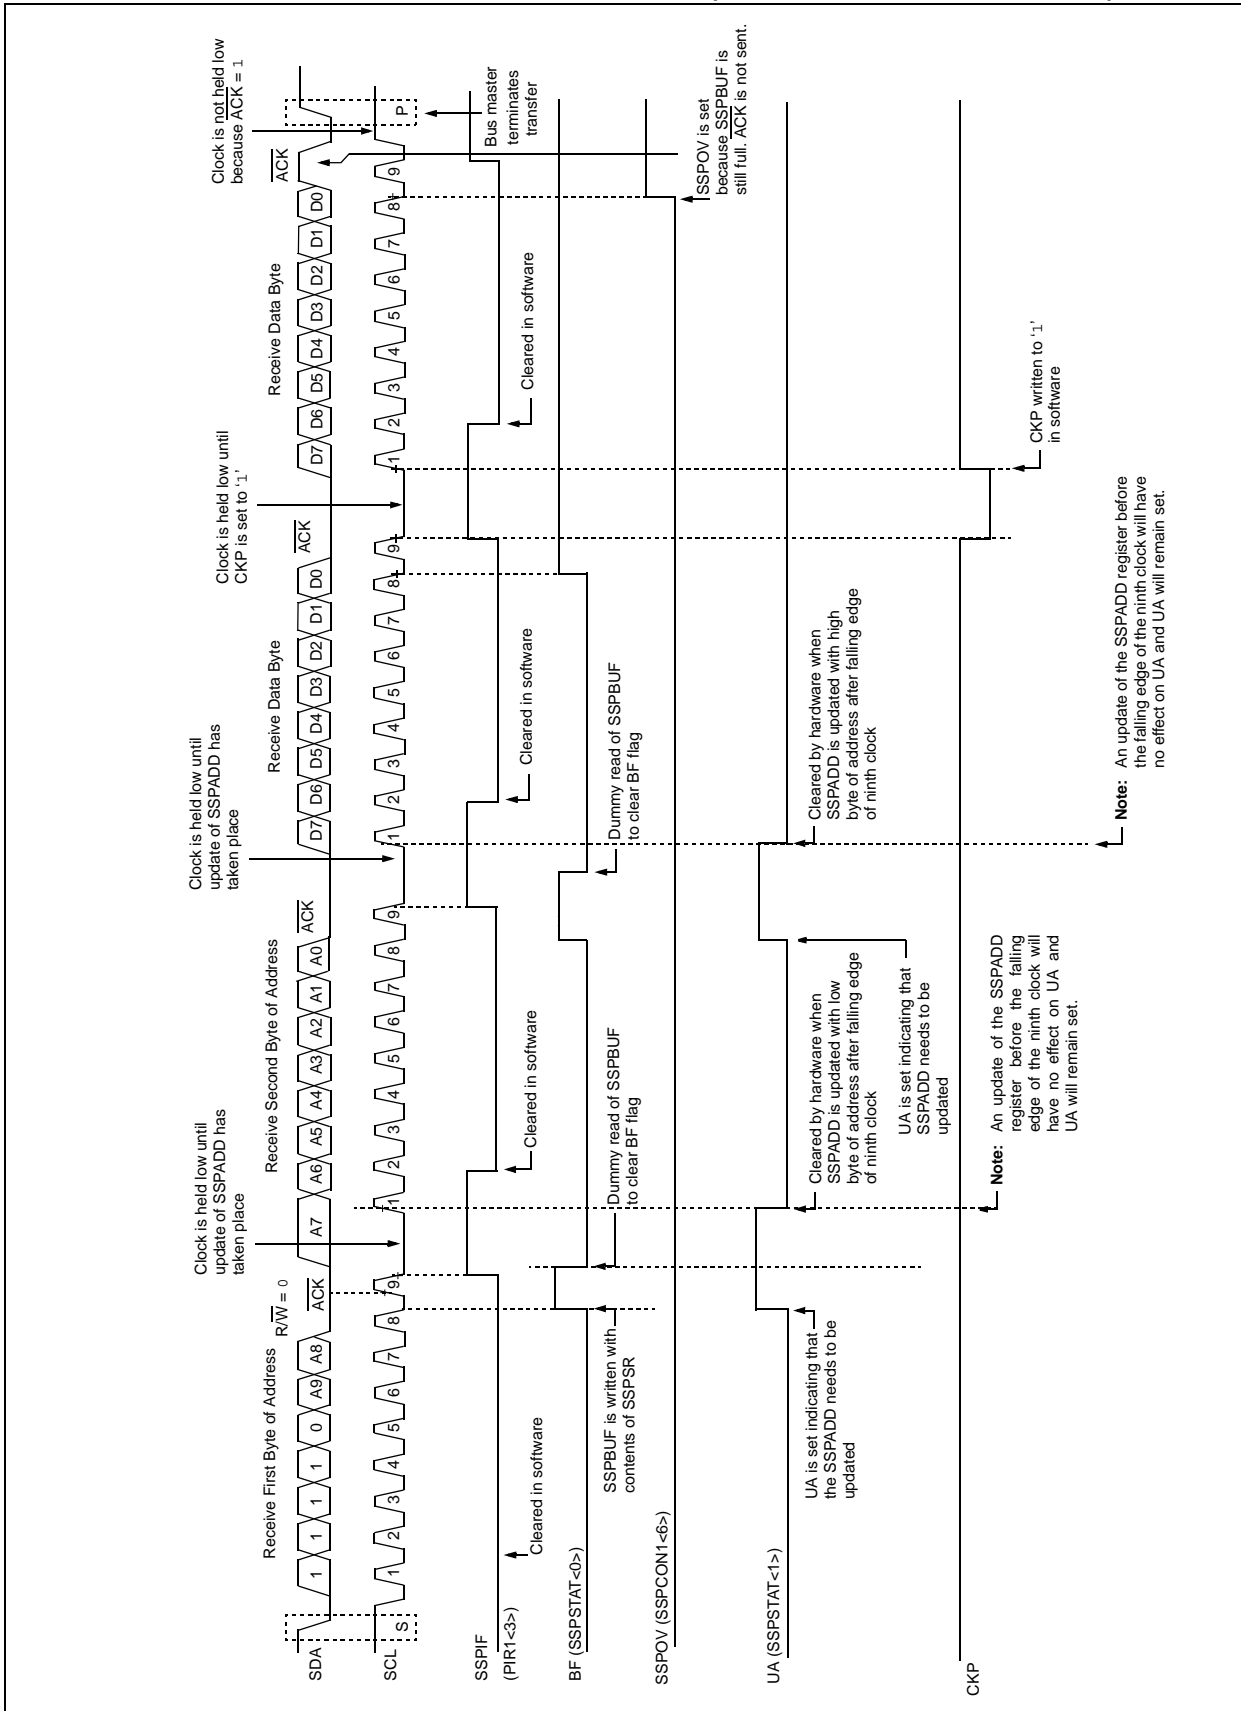 Clock is held low until
update of SSPADD has
taken place
Clock is held low until
update of SSPADD has
taken place
Clock is held low until
CKP is set to ‘1’
Clock is not held low
because ACK = 1
R/W = 0
Receive First Byte of Address
ACK
Receive Second Byte of Address
ACK
Receive Data Byte
ACK
Receive Data Byte
ACK
SDA
1 1 1 1 0 A9 A8
A7 A6 A5 A4 A3 A2 A1 A0
D7 D6 D5 D4 D3 D2 D1 D0
D7 D6 D5 D4 D3 D2 D1 D0
SCL
S
1 2 3 4 5 6 7 8 9
1 2 3 4 5 6 7 8 9
1 2 3 4 5 6 7 8 9
1 2 3 4 5 6 7 8 9
P
Bus master
terminates
transfer
SSPIF
(PIR1<3>)
Cleared in software
Cleared in software
Cleared in software
Cleared in software
BF (SSPSTAT<0>)
SSPBUF is written with
contents of SSPSR
Dummy read of SSPBUF
to clear BF flag
Dummy read of SSPBUF
to clear BF flag
SSPOV (SSPCON1<6>)
SSPOV is set
because SSPBUF is
still full. ACK is not sent.
UA (SSPSTAT<1>)
UA is set indicating that
the SSPADD needs to be
updated
Cleared by hardware when
SSPADD is updated with low
byte of address after falling edge
of ninth clock
UA is set indicating that
SSPADD needs to be
updated
Cleared by hardware when
SSPADD is updated with high
byte of address after falling edge
of ninth clock
CKP
CKP written to ‘1’
in software
Note: An update of the SSPADD
register before the falling
edge of the ninth clock will
have no effect on UA and
UA will remain set.
Note: An update of the SSPADD register before
the falling edge of the ninth clock will have
no effect on UA and UA will remain set.